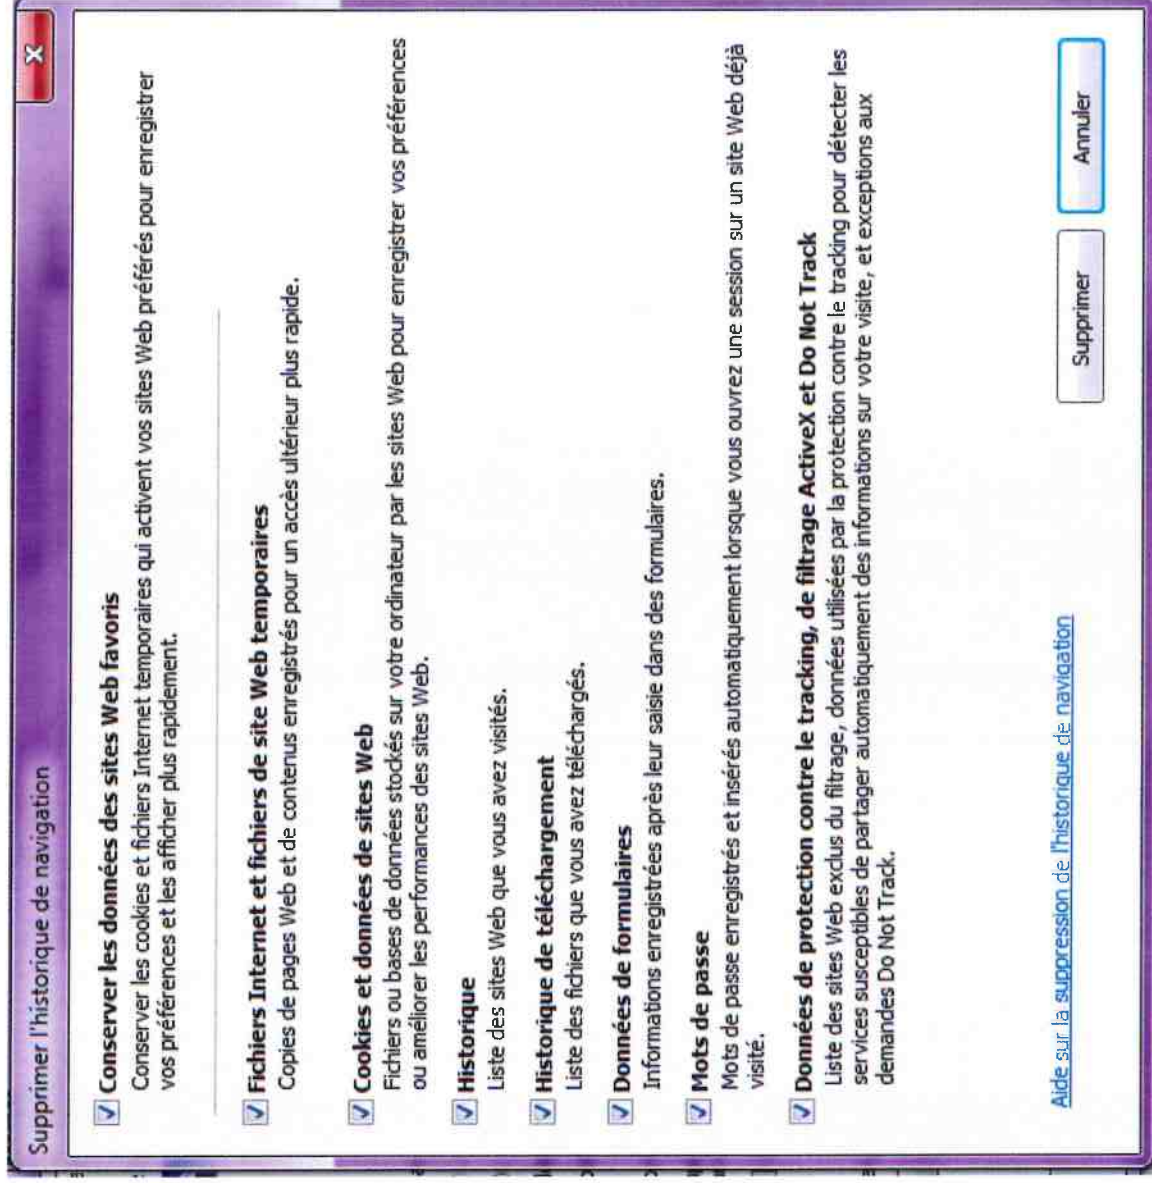 Supprimer l'historique de navigation
x
Conserver les données des sites Web favoris
Conserver les cookies et fichiers Internet temporaires qui activent vos sites Web préférés pour enregistrer
vos préférences et les afficher plus rapidement.
Fichiers Internet et fichiers de site Web temporaires
Copies de pages Web et de contenus enregistrés pour un accès ultérieur plus rapide.
Cookies et données de sites Web
Fichiers ou bases de données stockés sur votre ordinateur par les sites Web pour enregistrer vos préférences
ou améliorer les performances des sites Web.
Historique
Liste des sites Web que vous avez visités.
Historique de téléchargement
Liste des fichiers que vous avez téléchargés.
Données de formulaires
Informations enregistrées après leur saisie dans des formulaires.
Mots de passe
Mots de passe enregistrés et insérés automatiquement lorsque vous ouvrez une session sur un site Web déjà
visité.
Données de protection contre le tracking, de filtrage ActiveX et Do Not Track
Liste des sites Web exclus du filtrage, données utilisées par la protection contre le tracking pour détecter les
services susceptibles de partager automatiquement des informations sur votre visite, et exceptions aux
demandes Do Not Track.
Aide sur la suppression de l'historique de navigation
Supprimer
Annuler